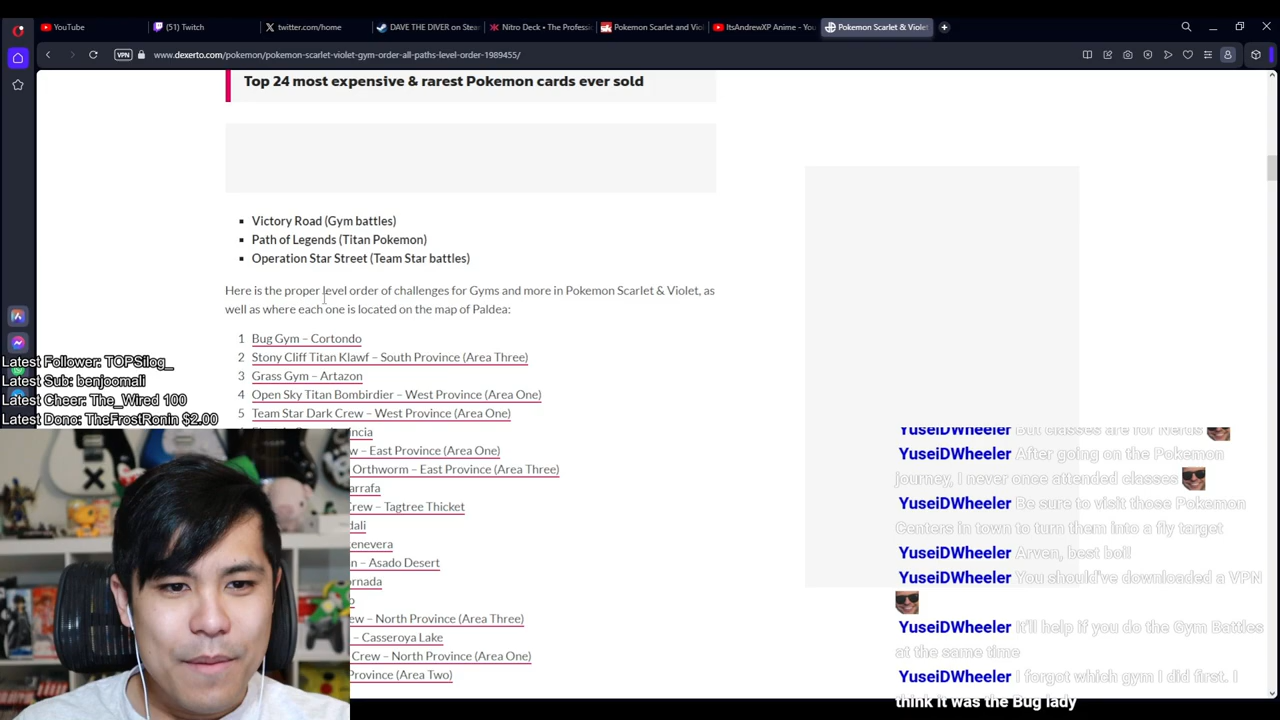 YouTube
(51) Twitch
twitter.com/home
DAVE THE DIVER on Stea
Nitro Deck • The Professio
Pokemon Scarlet and Viol
ItsAndrewXP Anime - You
Pokemon Scarlet & Violet
VPN
www.dexerto.com/pokemon/pokemon-scarlet-violet-gym-order-all-paths-level-order-1989455/
Top 24 most expensive & rarest Pokemon cards ever sold
Victory Road (Gym battles)
Path of Legends (Titan Pokemon)
Operation Star Street (Team Star battles)
Here is the proper level order of challenges for Gyms and more in Pokemon Scarlet & Violet, as
well as where each one is located on the map of Paldea:
1 Bug Gym – Cortondo
2 Stony Cliff Titan Klawf – South Province (Area Three)
3 Grass Gym – Artazon
4 Open Sky Titan Bombirdier – West Province (Area One)
5 Team Star Dark Crew – West Province (Area One)
incia
w – East Province (Area One)
Orthworm – East Province (Area Three)
arrafa
Crew – Tagtree Thicket
dali
enevera
n – Asado Desert
ornada
o
ew – North Province (Area Three)
– Casseroya Lake
Crew – North Province (Area One)
Province (Area Two)
Latest Follower: TOPSilog_
Latest Sub: benjoomali
Latest Cheer: The_Wired 100
Latest Dono: TheFrostRonin $2.00
YuseiDWheeler But classes are for Nerds
YuseiDWheeler After going on the Pokemon
journey, I never once attended classes
YuseiDWheeler Be sure to visit those Pokemon
Centers in town to turn them into a fly target
YuseiDWheeler Arven, best boi!
YuseiDWheeler You should've downloaded a VPN
YuseiDWheeler It'll help if you do the Gym Battles
at the same time
YuseiDWheeler I forgot which gym I did first. I
think it was the Bug lady